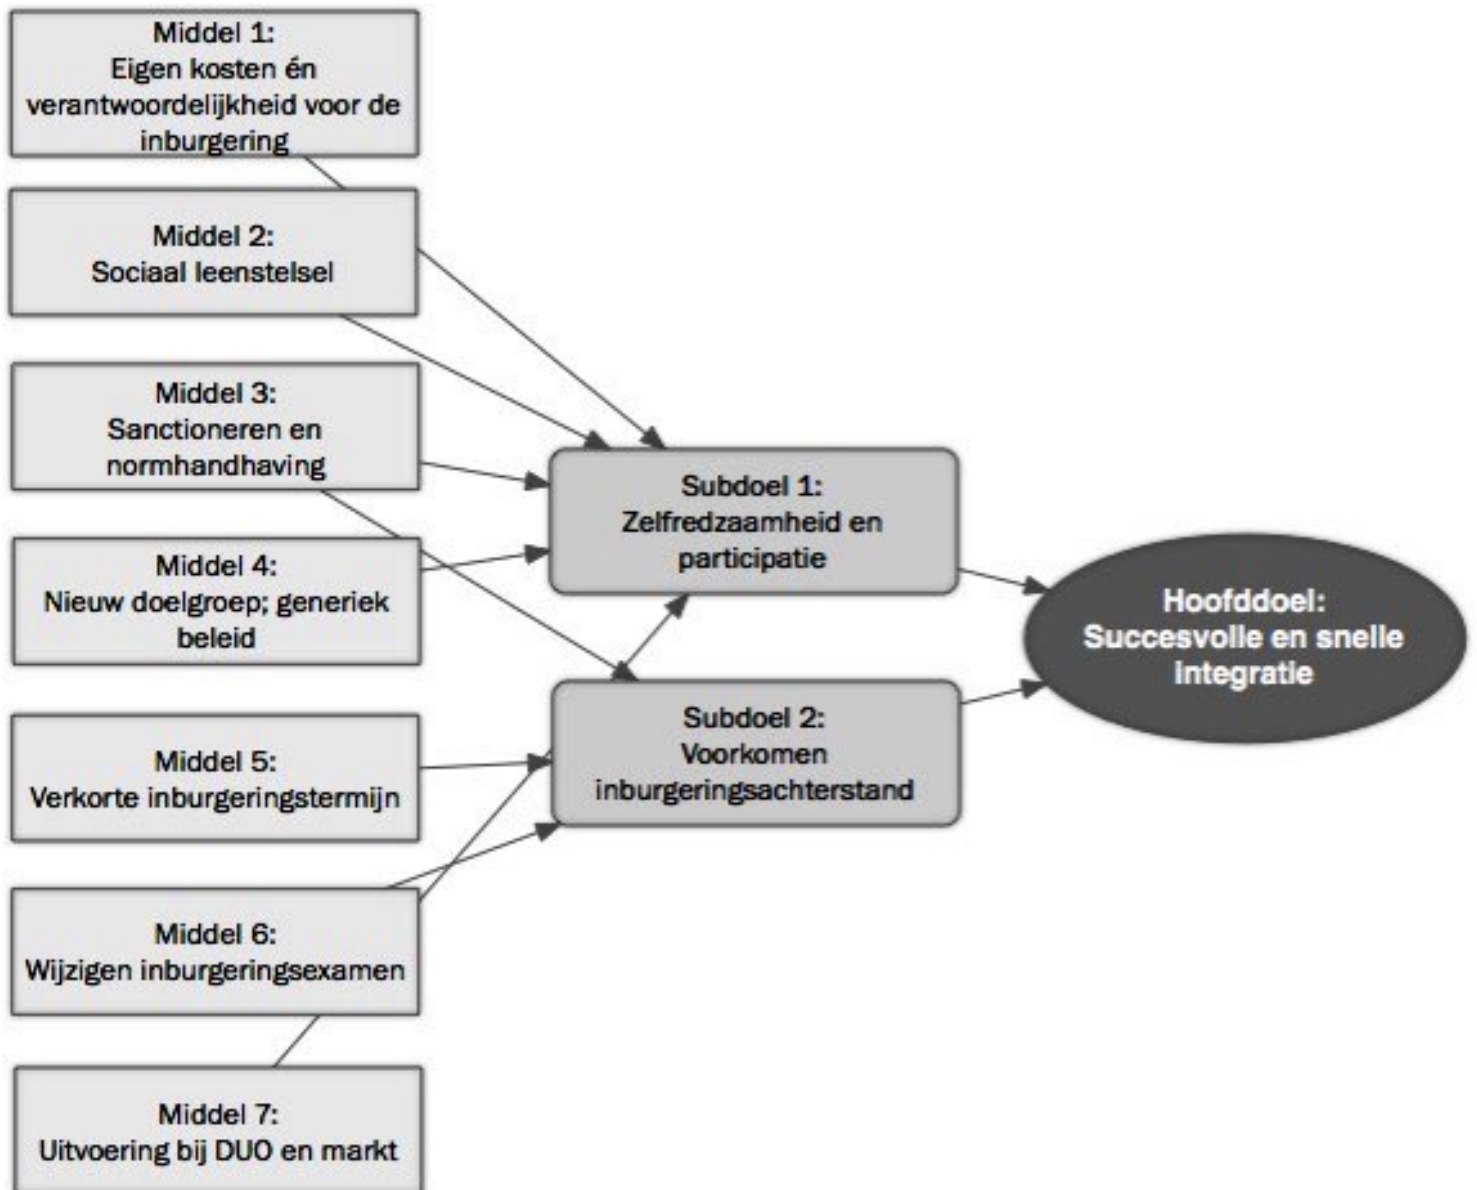 Middel 1:
Eigen kosten én
verantwoordelijkheid voor de
inburgering
Middel 2:
Sociaal leenstelsel
Middel 3:
Sanctioneren en
normhandhaving
Middel 4:
Nieuw doelgroep; generiek
beleid
Middel 5:
Verkorte inburgeringstermijn
Middel 6:
Wijzigen inburgeringsexamen
Middel 7:
Uitvoering bij DUO en markt
Subdoel 1:
Zelfredzaamheid en
participatie
Subdoel 2:
Voorkomen
inburgeringsachterstand
Hoofddoel:
Succesvolle en snelle
integratie